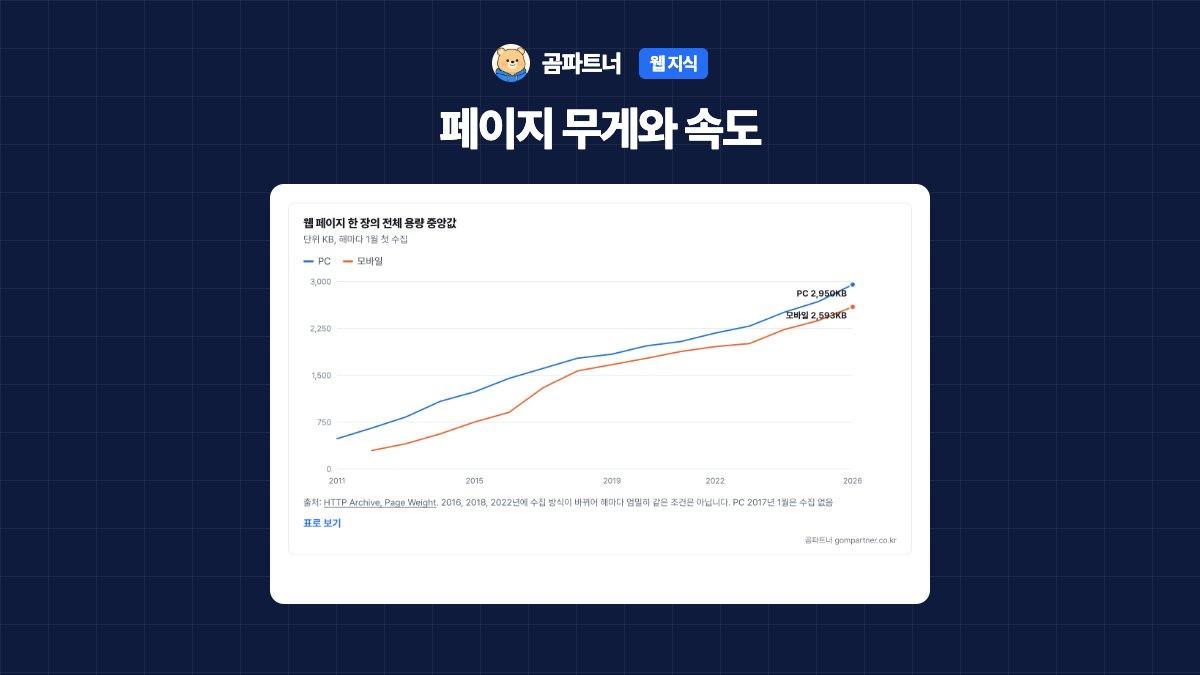 곰파트너 웹 지식
페이지 무게와 속도
웹 페이지 한 장의 전체 용량 중앙값
단위 KB, 해마다 1월 첫 수집
PC 모바일
3,000
PC 2,950KB
모바일 2,593KB
2,250
1,500
750
0
2011 2015 2019 2022 2026
출처: HTTP Archive, Page Weight. 2016, 2018, 2022년에 수집 방식이 바뀌어 해마다 엄밀히 같은 조건은 아닙니다. PC 2017년 1월은 수집 없음
표로 보기
곰파트너 gompartner.co.kr